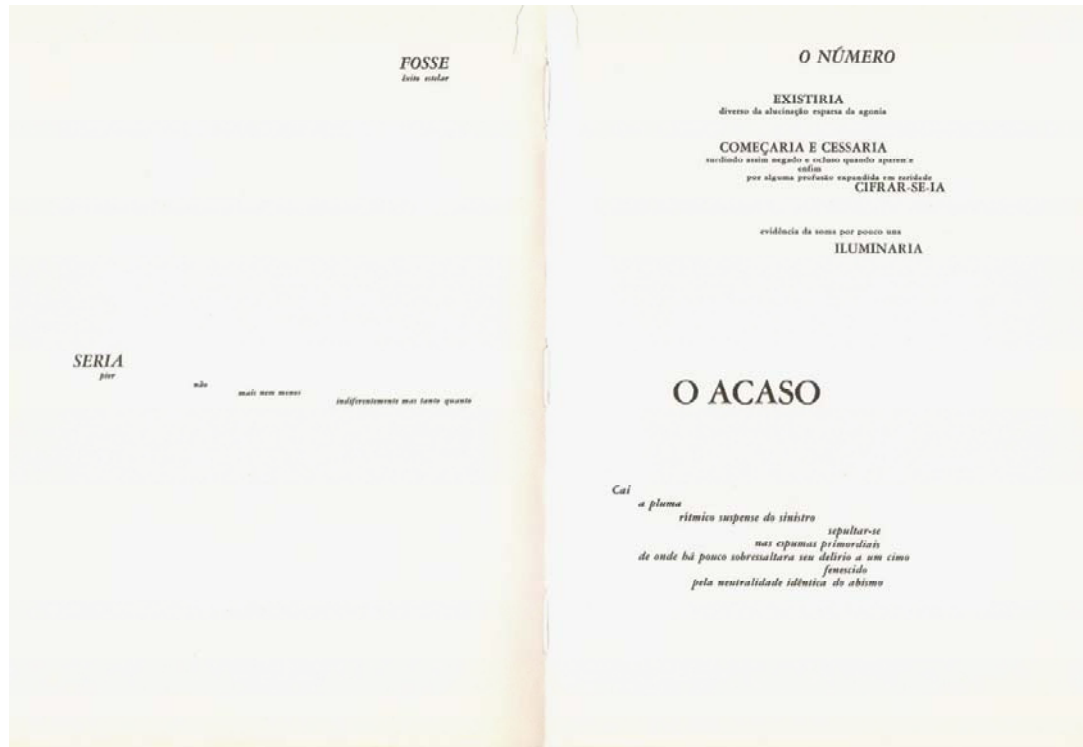 FOSSE
êxito estelar
SERIA
pior
não
mais nem menos
indiferentemente mas tanto quanto
O NÚMERO
EXISTIRIA
diverso da alucinação esparsa da agonia
COMEÇARIA E CESSARIA
surdindo assim negado e ocluso quando aparente
enfim
por alguma profusão expandida em raridade
CIFRAR-SE-IA
evidência da soma por pouco una
ILUMINARIA
O ACASO
Cai
a pluma
rítmico suspense do sinistro
sepultar-se
nas espumas primordiais
de onde há pouco sobressaltara seu delírio a um cimo
fenescido
pela neutralidade idêntica do abismo